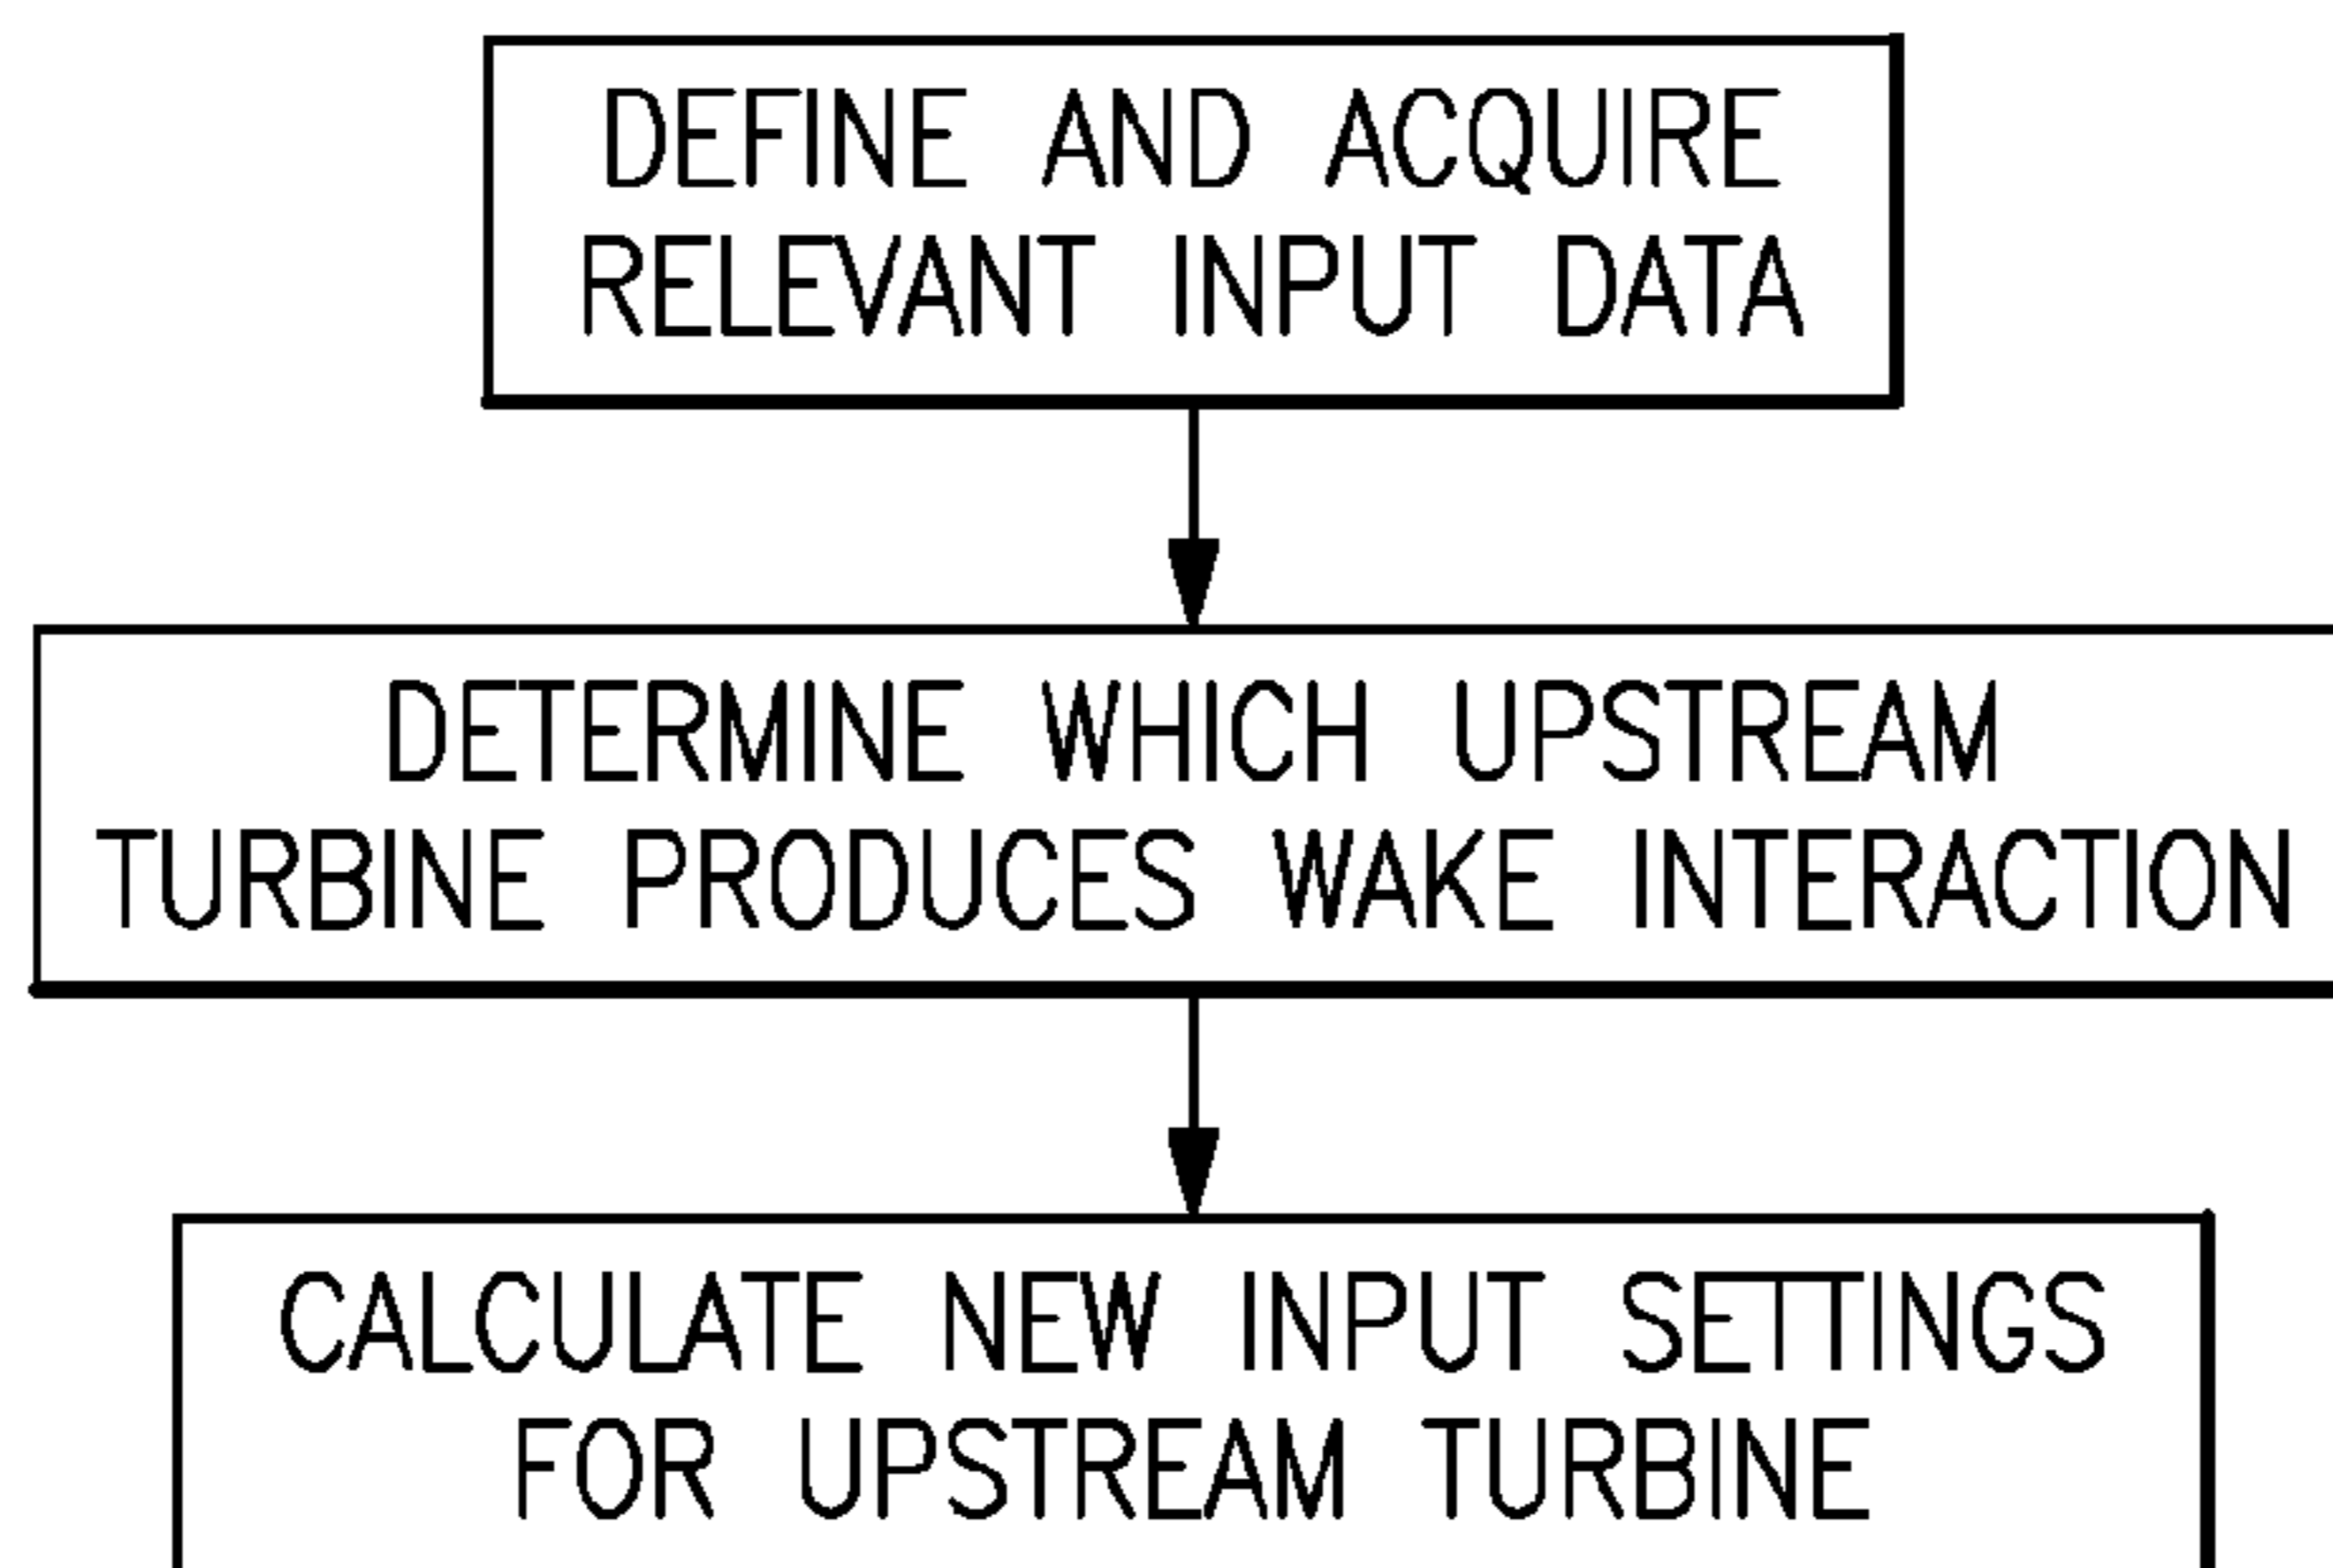 DEFINE AND ACQUIRE
RELEVANT INPUT DATA
DETERMINE WHICH UPSTREAM
TURBINE PRODUCES WAKE INTERACTION
CALCULATE NEW INPUT SETTINGS
FOR UPSTREAM TURBINE